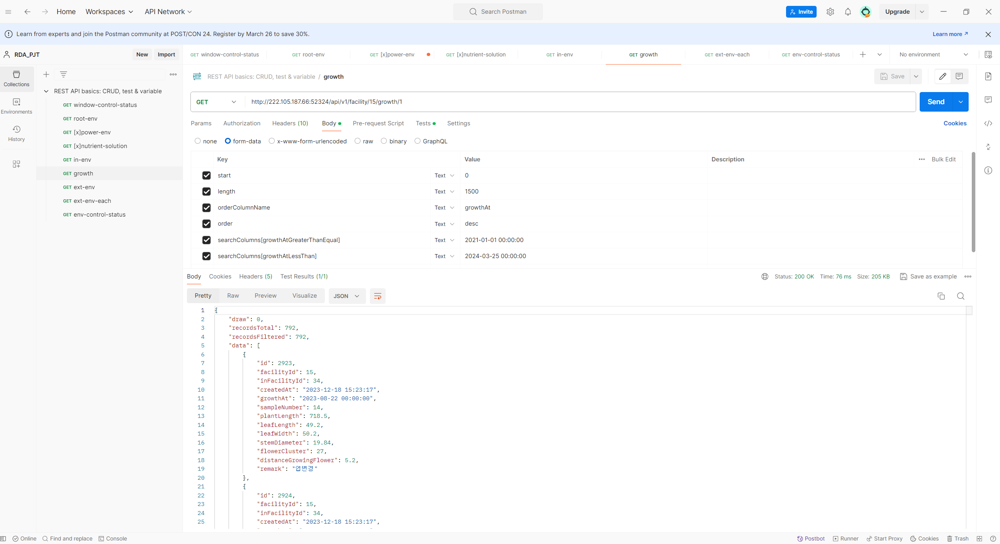 Home Workspaces API Network Search Postman Invite Upgrade
Learn from experts and join the Postman community at POST/CON 24. Register by March 26 to save 30%. Learn more
RDA_PJT New Import GET window-control-status GET root-env GET [x]power-env GET [x]nutrient-solution GET in-env GET growth GET ext-env-each GET env-control-status No environment
Collections
Environments
History
REST API basics: CRUD, test & variable
GET window-control-status
GET root-env
GET [x]power-env
GET [x]nutrient-solution
GET in-env
GET growth
GET ext-env
GET ext-env-each
GET env-control-status
HTTP REST API basics: CRUD, test & variable / growth Save
GET http://222.105.187.66:52324/api/v1/facility/15/growth/1 Send
Params Authorization Headers (10) Body Pre-request Script Tests Settings Cookies
none form-data x-www-form-urlencoded raw binary GraphQL
Key Value Description Bulk Edit
start Text 0
length Text 1500
orderColumnName Text growthAt
order Text desc
searchColumns[growthAtGreaterThanEqual] Text 2021-01-01 00:00:00
searchColumns[growthAtLessThan] Text 2024-03-25 00:00:00
Body Cookies Headers (5) Test Results (1/1) Status: 200 OK Time: 76 ms Size: 205 KB Save as example
Pretty Raw Preview Visualize JSON
1 {
2 "draw": 0,
3 "recordsTotal": 792,
4 "recordsFiltered": 792,
5 "data": [
6 {
7 "id": 2923,
8 "facilityId": 15,
9 "inFacilityId": 34,
10 "createdAt": "2023-12-18 15:23:17",
11 "growthAt": "2023-08-22 00:00:00",
12 "sampleNumber": 14,
13 "plantLength": 718.5,
14 "leafLength": 49.2,
15 "leafWidth": 50.2,
16 "stemDiameter": 19.84,
17 "flowerCluster": 27,
18 "distanceGrowingFlower": 5.2,
19 "remark": "엽변경"
20 },
21 {
22 "id": 2924,
23 "facilityId": 15,
24 "inFacilityId": 34,
25 "createdAt": "2023-12-18 15:23:17",
Online Find and replace Console Postbot Runner Start Proxy Cookies Trash